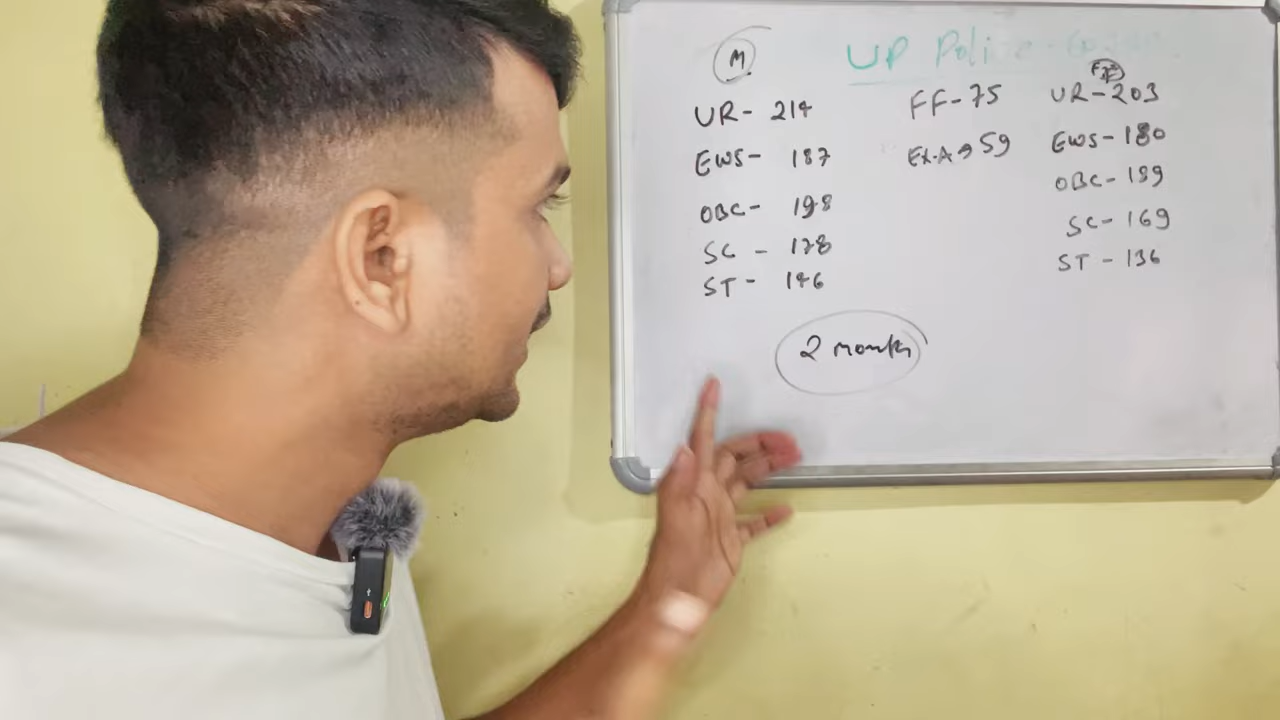 UP Police
M
UR- 214
EWS- 187
OBC- 198
SC - 178
ST - 146
FF-75
EX-A→59
UR-203
EWS-180
OBC-189
SC-169
ST-136
2 month